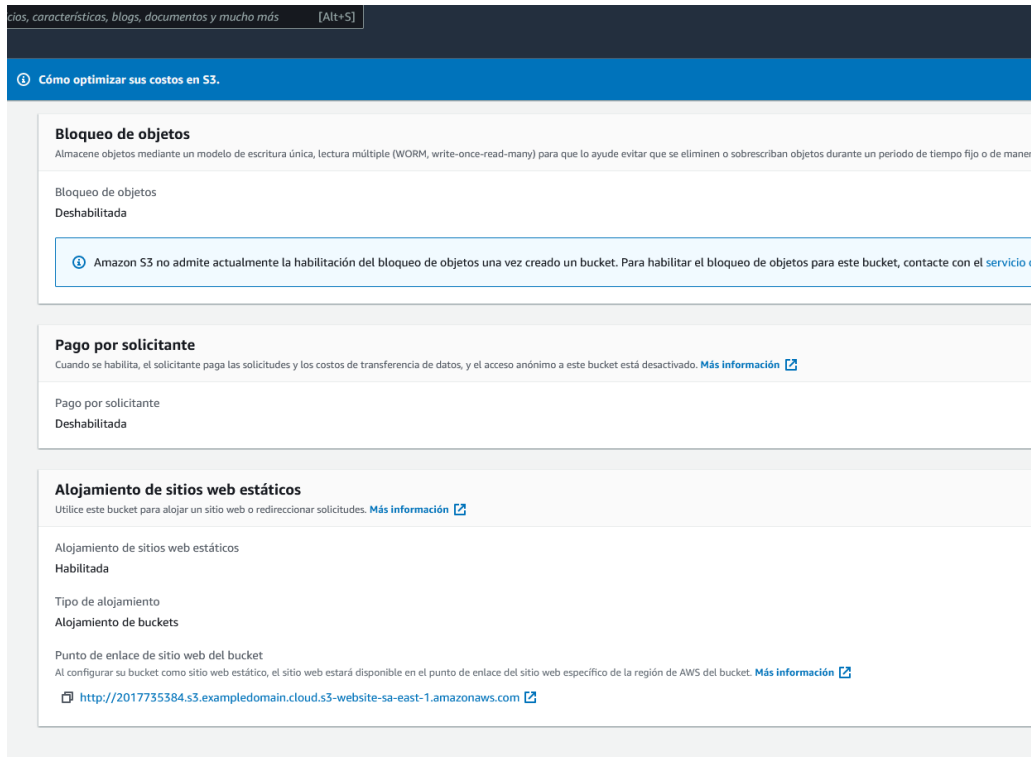 cios, características, blogs, documentos y mucho más [Alt+S]
Cómo optimizar sus costos en S3.
Bloqueo de objetos
Almacene objetos mediante un modelo de escritura única, lectura múltiple (WORM, write-once-read-many) para que lo ayude evitar que se eliminen o sobrescriban objetos durante un periodo de tiempo fijo o de maner
Bloqueo de objetos
Deshabilitada
Amazon S3 no admite actualmente la habilitación del bloqueo de objetos una vez creado un bucket. Para habilitar el bloqueo de objetos para este bucket, contacte con el servicio
Pago por solicitante
Cuando se habilita, el solicitante paga las solicitudes y los costos de transferencia de datos, y el acceso anónimo a este bucket está desactivado. Más información
Pago por solicitante
Deshabilitada
Alojamiento de sitios web estáticos
Utilice este bucket para alojar un sitio web o redireccionar solicitudes. Más información
Alojamiento de sitios web estáticos
Habilitada
Tipo de alojamiento
Alojamiento de buckets
Punto de enlace de sitio web del bucket
Al configurar su bucket como sitio web estático, el sitio web estará disponible en el punto de enlace del sitio web específico de la región de AWS del bucket. Más información
http://2017735384.s3.exampledomain.cloud.s3-website-sa-east-1.amazonaws.com